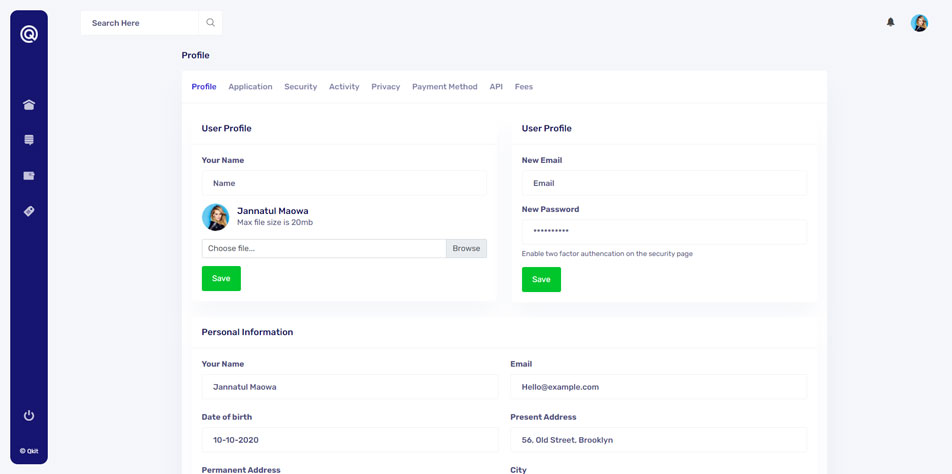 Search Here
Profile
Profile Application Security Activity Privacy Payment Method API Fees
User Profile
Your Name
Name
Jannatul Maowa
Max file size is 20mb
Choose file... Browse
Save
User Profile
New Email
Email
New Password
**********
Enable two factor authencation on the security page
Save
Personal Information
Your Name
Jannatul Maowa
Email
Hello@example.com
Date of birth
10-10-2020
Present Address
56, Old Street, Brooklyn
Permanent Address
City
© Qkit